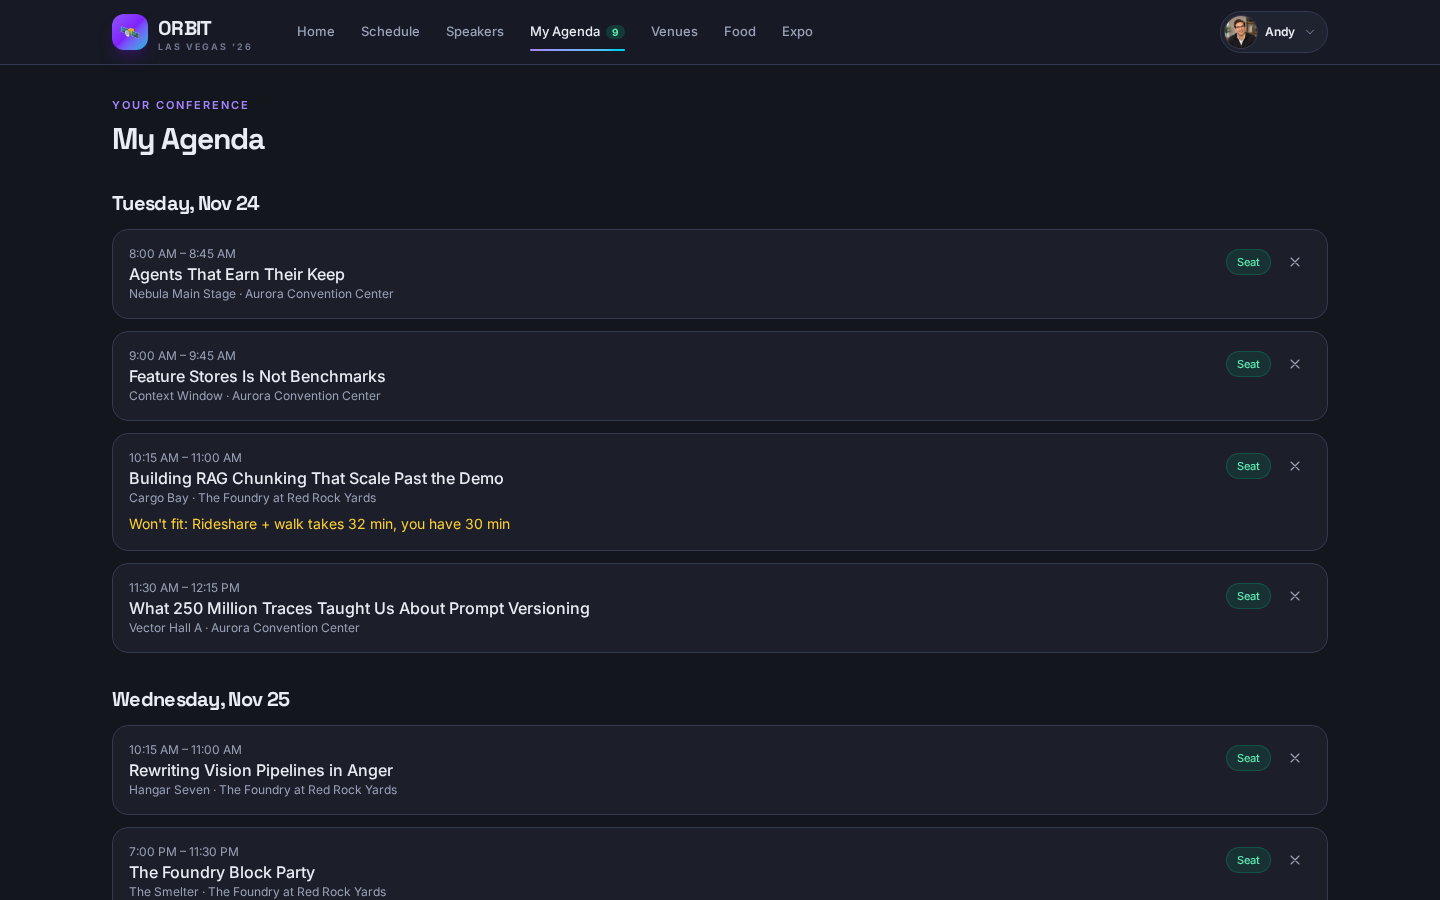 ORBIT
LAS VEGAS '26
Home
Schedule
Speakers
My Agenda 9
Venues
Food
Expo
Andy
YOUR CONFERENCE
My Agenda
Tuesday, Nov 24
8:00 AM – 8:45 AM
Agents That Earn Their Keep
Nebula Main Stage · Aurora Convention Center
Seat
9:00 AM – 9:45 AM
Feature Stores Is Not Benchmarks
Context Window · Aurora Convention Center
Seat
10:15 AM – 11:00 AM
Building RAG Chunking That Scale Past the Demo
Cargo Bay · The Foundry at Red Rock Yards
Won't fit: Rideshare + walk takes 32 min, you have 30 min
Seat
11:30 AM – 12:15 PM
What 250 Million Traces Taught Us About Prompt Versioning
Vector Hall A · Aurora Convention Center
Seat
Wednesday, Nov 25
10:15 AM – 11:00 AM
Rewriting Vision Pipelines in Anger
Hangar Seven · The Foundry at Red Rock Yards
Seat
7:00 PM – 11:30 PM
The Foundry Block Party
The Smelter · The Foundry at Red Rock Yards
Seat